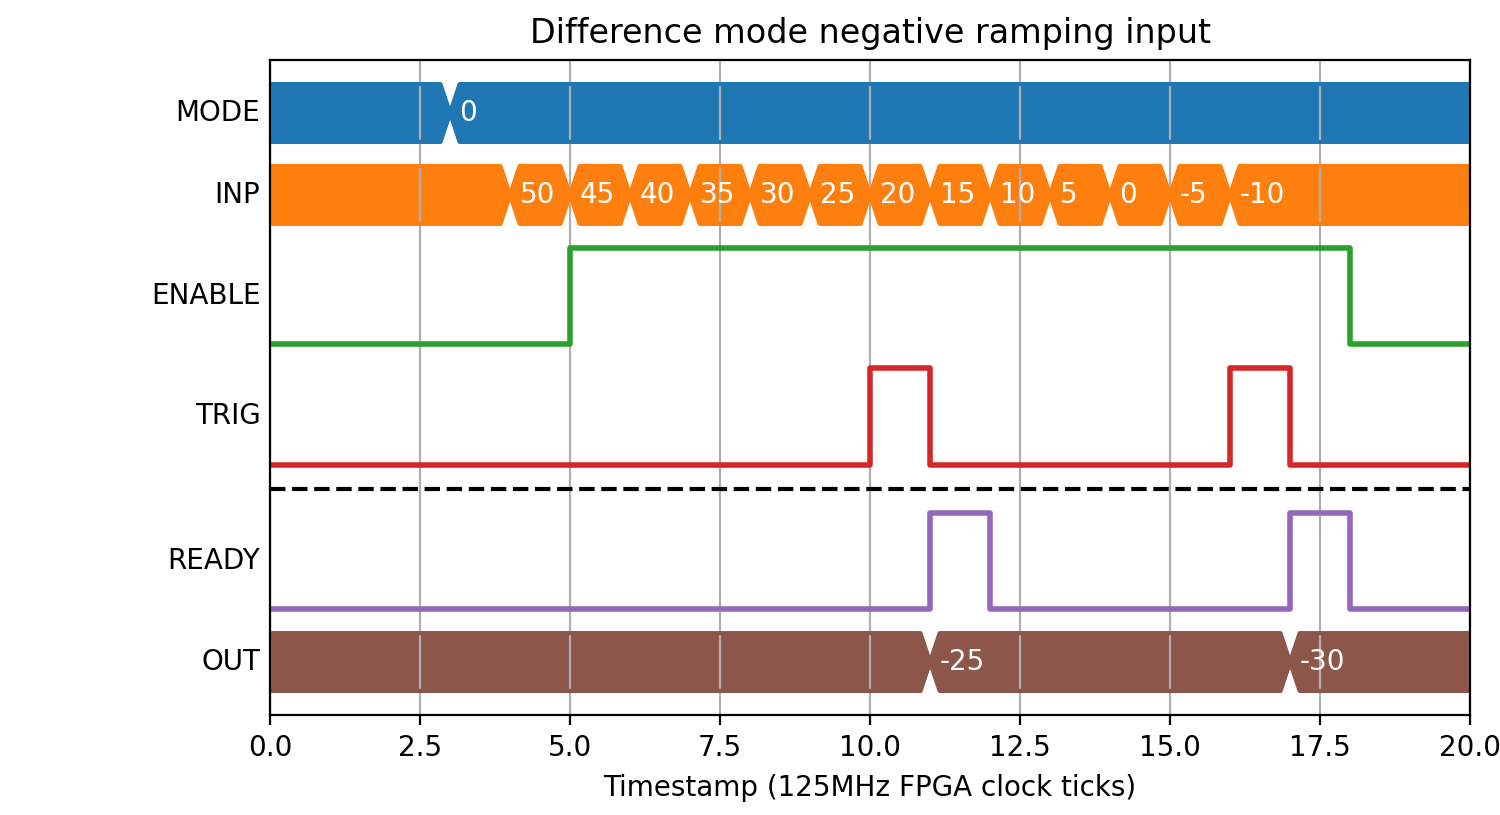 Difference mode negative ramping input
MODE 0
INP 50 45 40 35 30 25 20 15 10 5 0 -5 -10
ENABLE
TRIG
READY
OUT -25 -30
0.0 2.5 5.0 7.5 10.0 12.5 15.0 17.5 20.0
Timestamp (125MHz FPGA clock ticks)